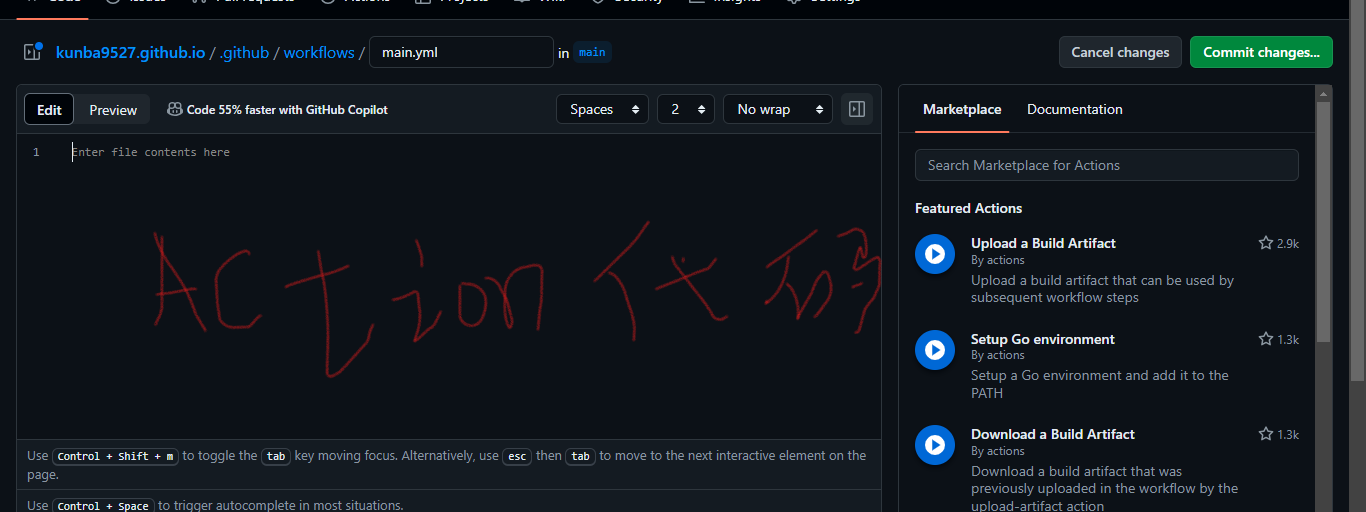 Code Issues Pull requests Actions Projects Wiki Security Insights Settings
kunba9527.github.io / .github / workflows / main.yml in main Cancel changes Commit changes...
Edit Preview Code 55% faster with GitHub Copilot Spaces 2 No wrap
Marketplace Documentation
1 Enter file contents here
Search Marketplace for Actions
Featured Actions
Upload a Build Artifact 2.9k
By actions
Upload a build artifact that can be used by
subsequent workflow steps
ACtion 代码
Setup Go environment 1.3k
By actions
Setup a Go environment and add it to the
PATH
Download a Build Artifact 1.3k
By actions
Download a build artifact that was
previously uploaded in the workflow by the
upload-artifact action
Use Control + Shift + m to toggle the tab key moving focus. Alternatively, use esc then tab to move to the next interactive element on the
page.
Use Control + Space to trigger autocomplete in most situations.